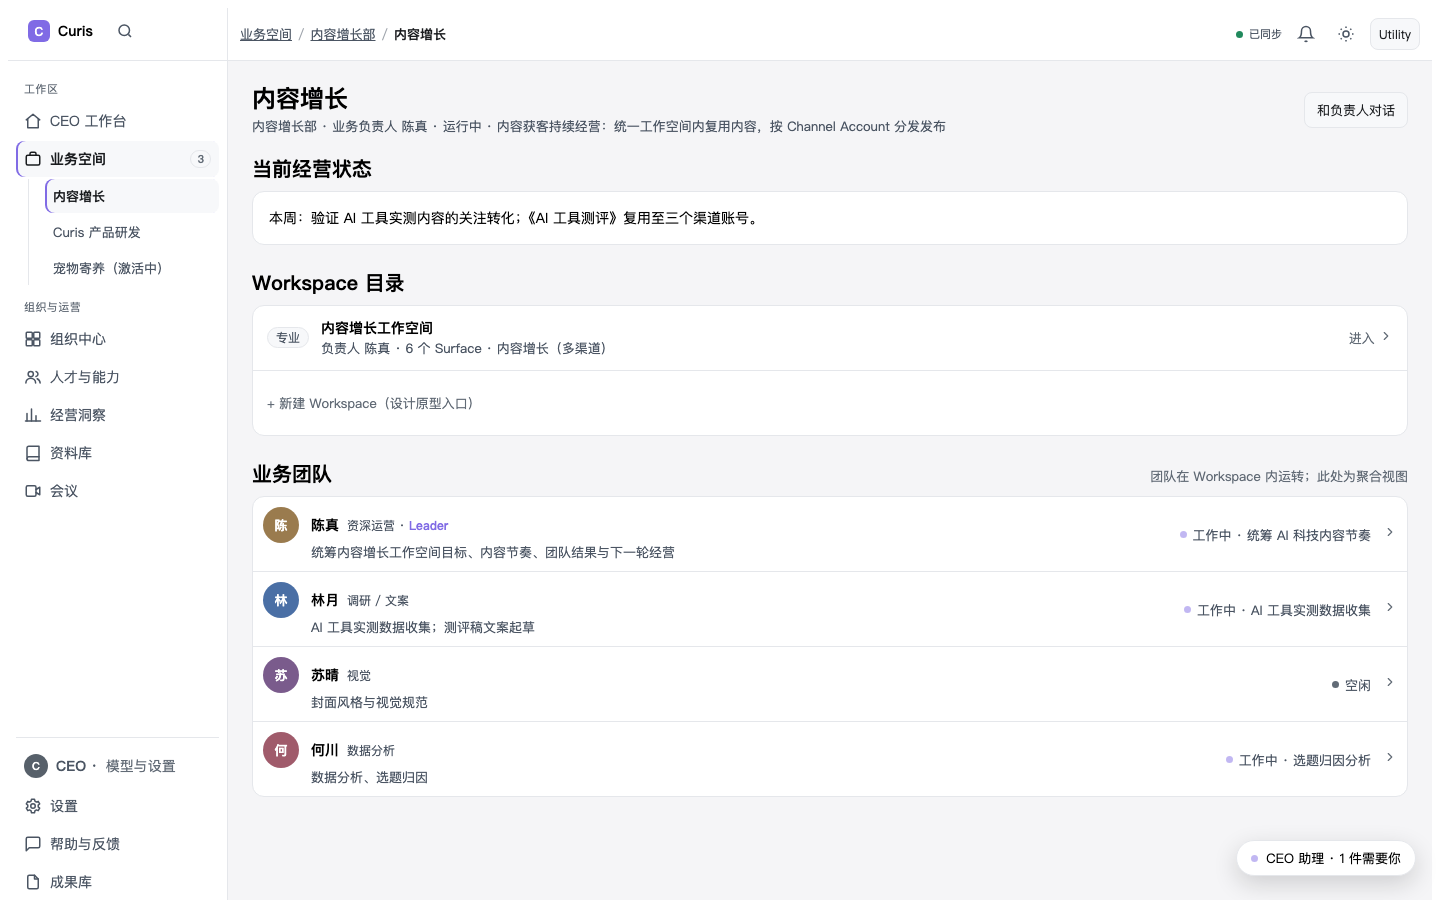 C Curis
工作区
CEO 工作台
业务空间 3
内容增长
Curis 产品研发
宠物寄养（激活中）
组织与运营
组织中心
人才与能力
经营洞察
资料库
会议
C CEO · 模型与设置
设置
帮助与反馈
成果库
业务空间 / 内容增长部 / 内容增长
已同步
Utility
内容增长
内容增长部 · 业务负责人 陈真 · 运行中 · 内容获客持续经营：统一工作空间内复用内容，按 Channel Account 分发发布
和负责人对话
当前经营状态
本周：验证 AI 工具实测内容的关注转化；《AI 工具测评》复用至三个渠道账号。
Workspace 目录
专业
内容增长工作空间
负责人 陈真 · 6 个 Surface · 内容增长（多渠道）
进入
+ 新建 Workspace（设计原型入口）
业务团队
团队在 Workspace 内运转；此处为聚合视图
陈 陈真 资深运营 · Leader
统筹内容增长工作空间目标、内容节奏、团队结果与下一轮经营
工作中 · 统筹 AI 科技内容节奏
林 林月 调研 / 文案
AI 工具实测数据收集；测评稿文案起草
工作中 · AI 工具实测数据收集
苏 苏晴 视觉
封面风格与视觉规范
空闲
何 何川 数据分析
数据分析、选题归因
工作中 · 选题归因分析
CEO 助理 · 1 件需要你